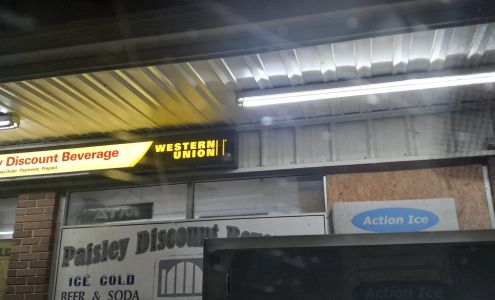 Discount Beverage
WESTERN
UNION
Action Ice
Paisley Discount
ICE COLD
BEER & SODA
Action Ice